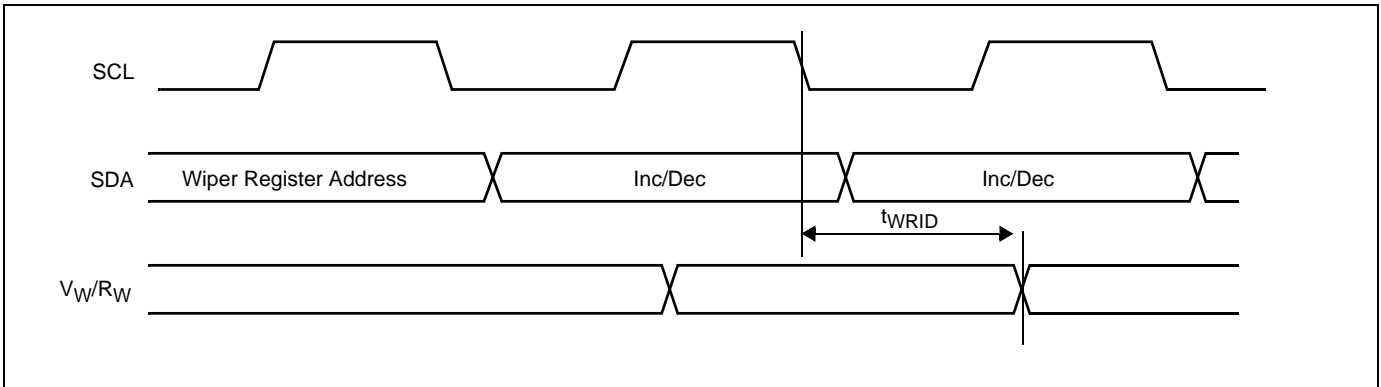 SCL
SDA Wiper Register Address Inc/Dec Inc/Dec
tWRID
VW/RW